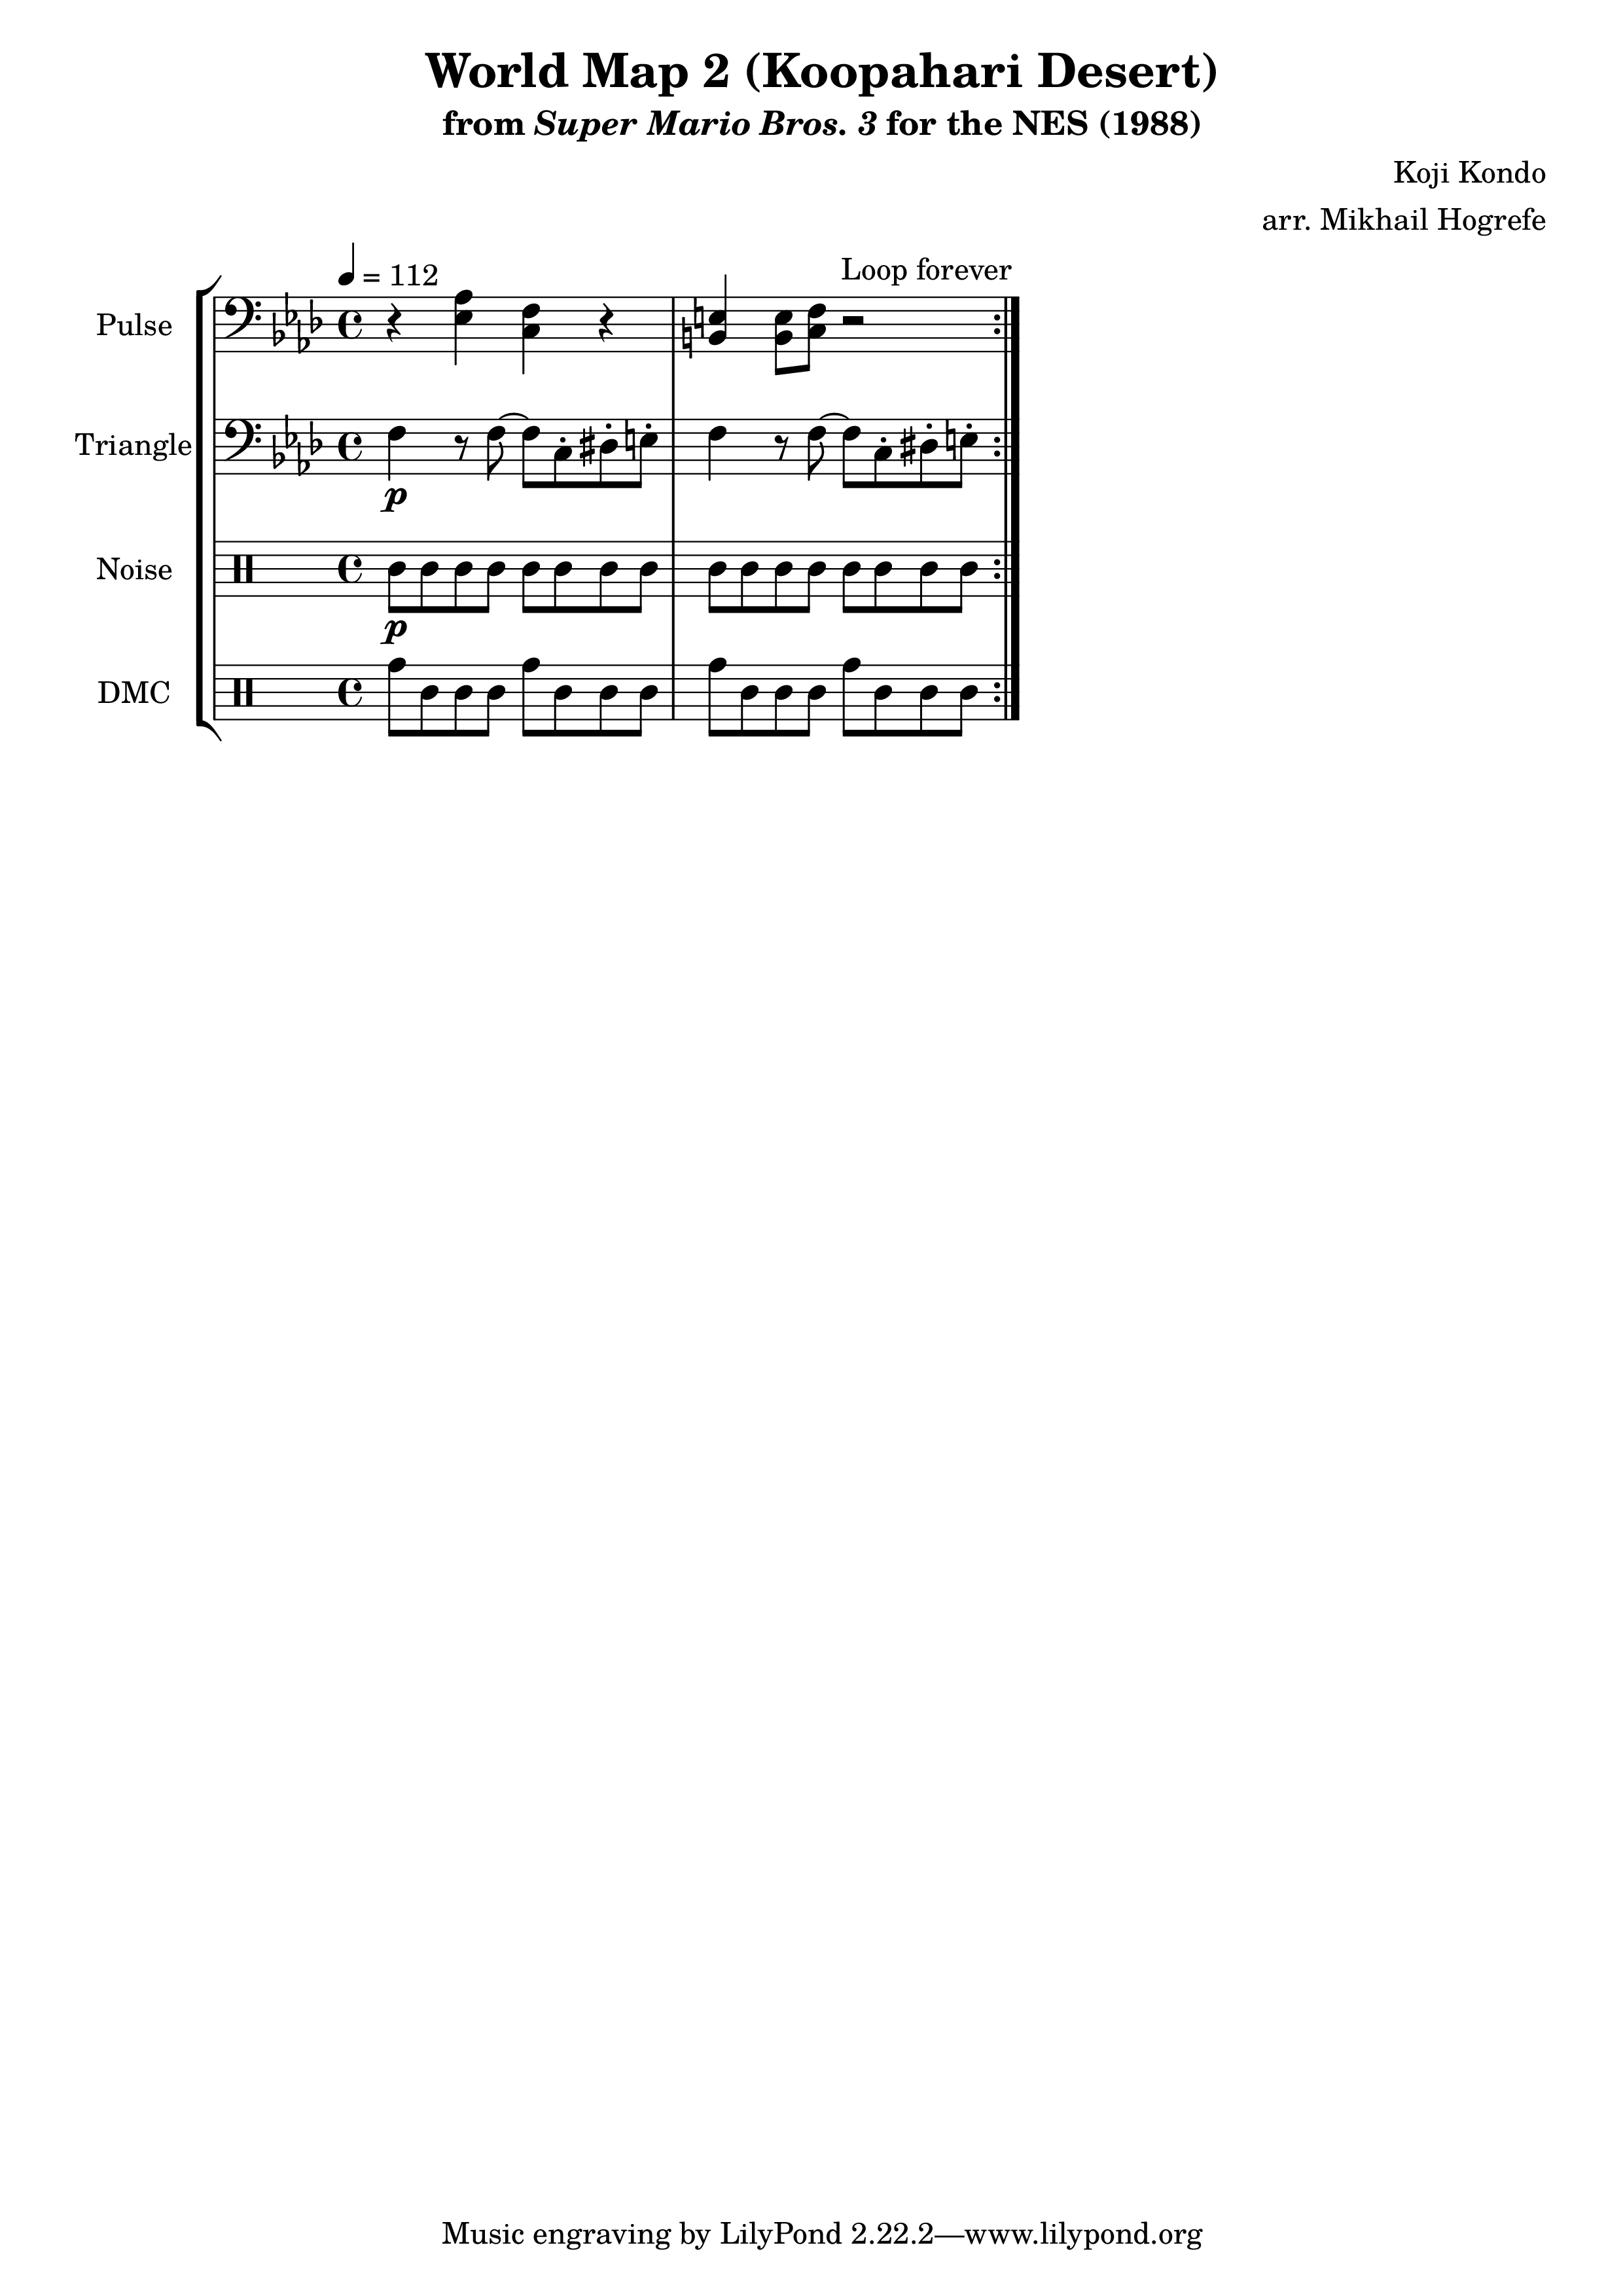 World Map 2 (Koopahari Desert)
from Super Mario Bros. 3 for the NES (1988)
Koji Kondo
arr. Mikhail Hogrefe
= 112
Loop forever
Pulse
Triangle
p
Noise
p
DMC
Music engraving by LilyPond 2.22.2—www.lilypond.org